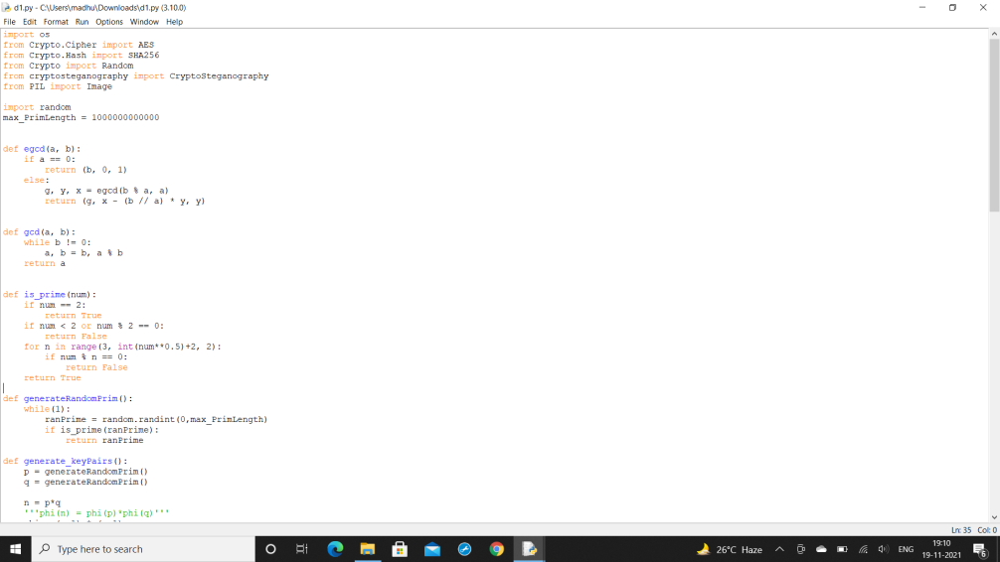 d1.py - C:\Users\madhu\Downloads\d1.py (3.10.0)
File Edit Format Run Options Window Help
import os
from Crypto.Cipher import AES
from Crypto.Hash import SHA256
from Crypto import Random
from cryptosteganography import CryptoSteganography
from PIL import Image

import random
max_PrimLength = 1000000000000

def egcd(a, b):
    if a == 0:
        return (b, 0, 1)
    else:
        g, y, x = egcd(b % a, a)
        return (g, x - (b // a) * y, y)

def gcd(a, b):
    while b != 0:
        a, b = b, a % b
    return a

def is_prime(num):
    if num == 2:
        return True
    if num < 2 or num % 2 == 0:
        return False
    for n in range(3, int(num**0.5)+2, 2):
        if num % n == 0:
            return False
    return True

def generateRandomPrim():
    while(1):
        ranPrime = random.randint(0,max_PrimLength)
        if is_prime(ranPrime):
            return ranPrime

def generate_keyPairs():
    p = generateRandomPrim()
    q = generateRandomPrim()

    n = p*q
    '''phi(n) = phi(p)*phi(q)'''
Ln: 35 Col: 0
Type here to search
26°C Haze
ENG
19:10
19-11-2021
6